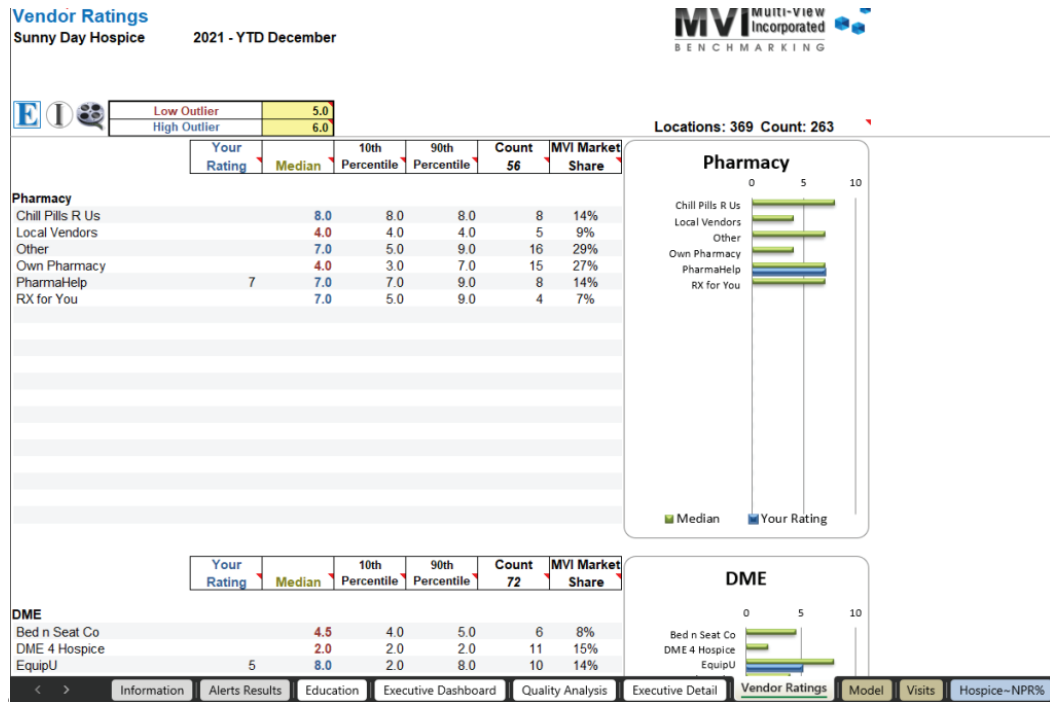 Vendor Ratings
Sunny Day Hospice 2021 - YTD December
MVI Multi-View Incorporated
BENCHMARKING
E I
Low Outlier 5.0
High Outlier 6.0
Locations: 369 Count: 263
Your Rating Median 10th Percentile 90th Percentile Count 56 MVI Market Share
Pharmacy
Chill Pills R Us 8.0 8.0 8.0 8 14%
Local Vendors 4.0 4.0 4.0 5 9%
Other 7.0 5.0 9.0 16 29%
Own Pharmacy 4.0 3.0 7.0 15 27%
PharmaHelp 7 7.0 7.0 9.0 8 14%
RX for You 7.0 5.0 9.0 4 7%
Pharmacy
0 5 10
Chill Pills R Us
Local Vendors
Other
Own Pharmacy
PharmaHelp
RX for You
Median Your Rating
Your Rating Median 10th Percentile 90th Percentile Count 72 MVI Market Share
DME
Bed n Seat Co 4.5 4.0 5.0 6 8%
DME 4 Hospice 2.0 2.0 2.0 11 15%
EquipU 5 8.0 2.0 8.0 10 14%
DME
0 5 10
Bed n Seat Co
DME 4 Hospice
EquipU
Information Alerts Results Education Executive Dashboard Quality Analysis Executive Detail Vendor Ratings Model Visits Hospice~NPR%